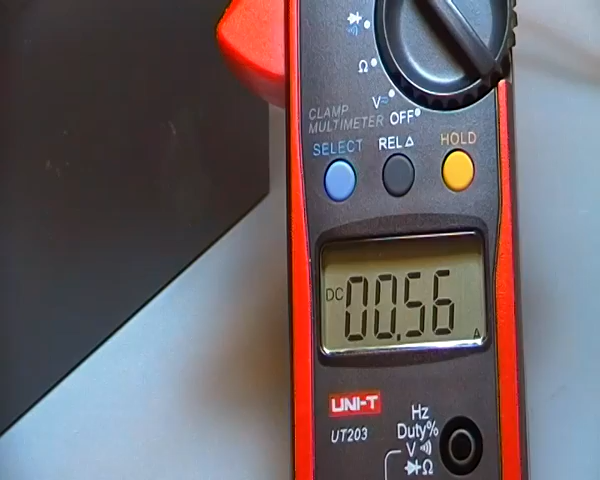 Ω
V≂
OFF
CLAMP
MULTIMETER
SELECT
REL△
HOLD
DC
00.56
A
UNI-T
UT203
Hz
Duty%
V
Ω